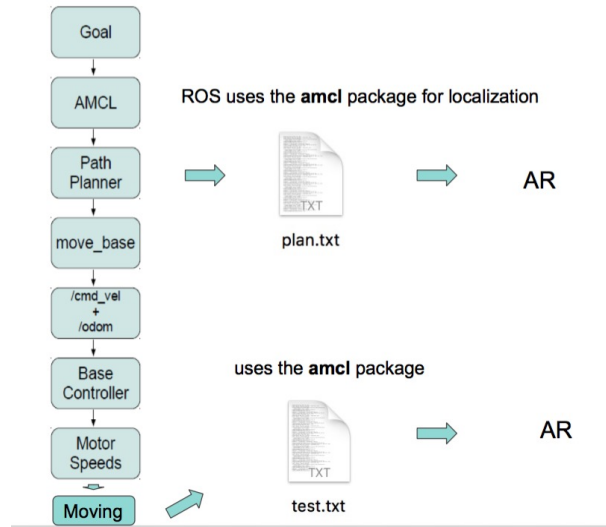 Goal
AMCL
ROS uses the amcl package for localization
Path
Planner
TXT
plan.txt
AR
move_base
/cmd_vel
+
/odom
Base
Controller
uses the amcl package
Motor
Speeds
TXT
test.txt
AR
Moving